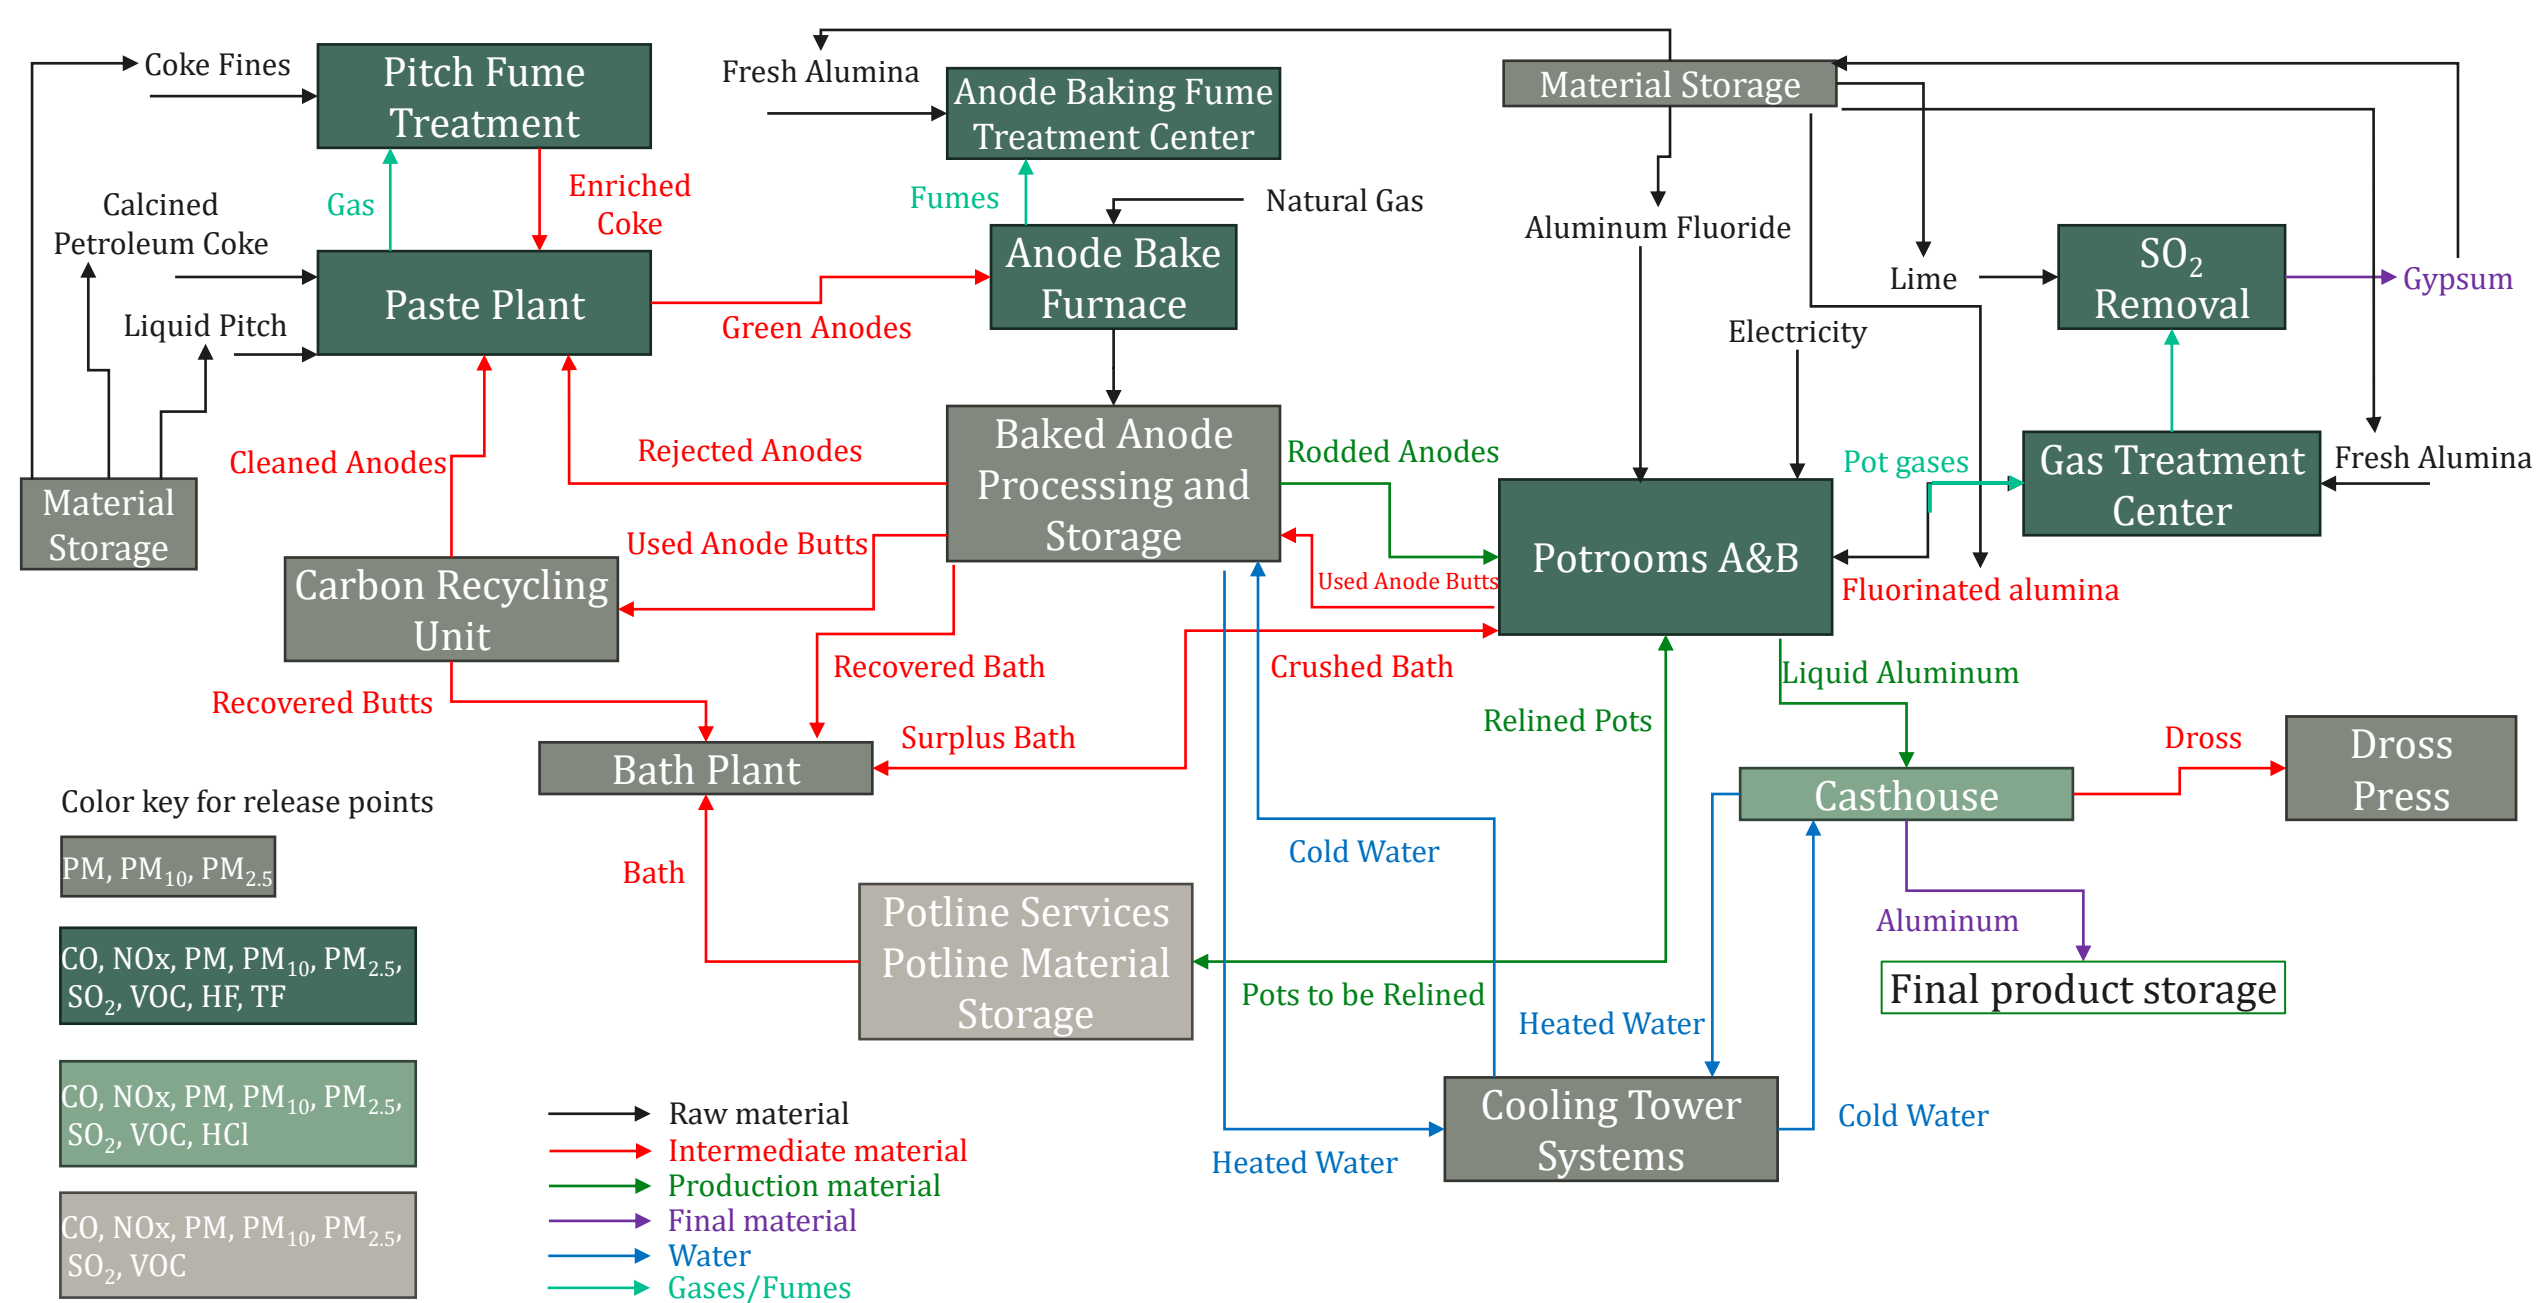 Coke Fines
Pitch Fume
Treatment
Fresh Alumina
Anode Baking Fume
Treatment Center
Material Storage
Calcined
Petroleum Coke
Gas
Enriched
Coke
Fumes
Natural Gas
Aluminum Fluoride
Liquid Pitch
Paste Plant
Green Anodes
Anode Bake
Furnace
Electricity
Lime
SO₂
Removal
Gypsum
Cleaned Anodes
Rejected Anodes
Baked Anode
Processing and
Storage
Rodded Anodes
Pot gases
Gas Treatment
Center
Fresh Alumina
Material
Storage
Used Anode Butts
Used Anode Butts
Potrooms A&B
Fluorinated alumina
Carbon Recycling
Unit
Recovered Butts
Recovered Bath
Crushed Bath
Liquid Aluminum
Surplus Bath
Relined Pots
Bath Plant
Dross
Dross
Press
Casthouse
Bath
Cold Water
Potline Services
Potline Material
Storage
Pots to be Relined
Aluminum
Final product storage
Heated Water
Cooling Tower
Systems
Cold Water
Heated Water
Color key for release points
PM, PM₁₀, PM₂.₅
CO, NOx, PM, PM₁₀, PM₂.₅,
SO₂, VOC, HF, TF
CO, NOx, PM, PM₁₀, PM₂.₅,
SO₂, VOC, HCl
CO, NOx, PM, PM₁₀, PM₂.₅,
SO₂, VOC
Raw material
Intermediate material
Production material
Final material
Water
Gases/Fumes